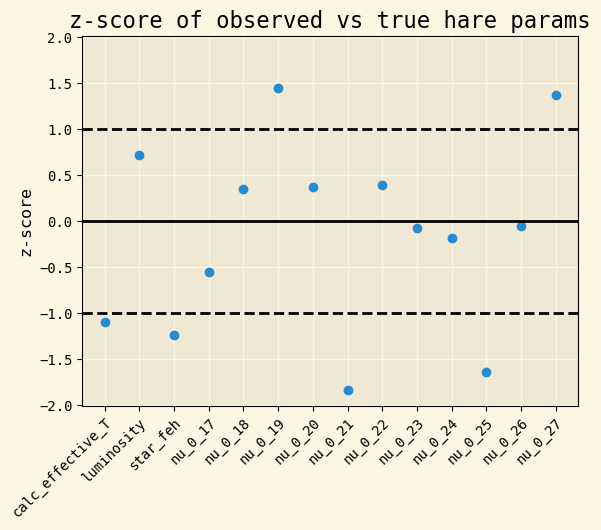 z-score of observed vs true hare params
2.0
1.5
1.0
0.5
0.0
−0.5
−1.0
−1.5
−2.0
z-score
calc_effective_T
luminosity
star_feh
nu_0_17
nu_0_18
nu_0_19
nu_0_20
nu_0_21
nu_0_22
nu_0_23
nu_0_24
nu_0_25
nu_0_26
nu_0_27